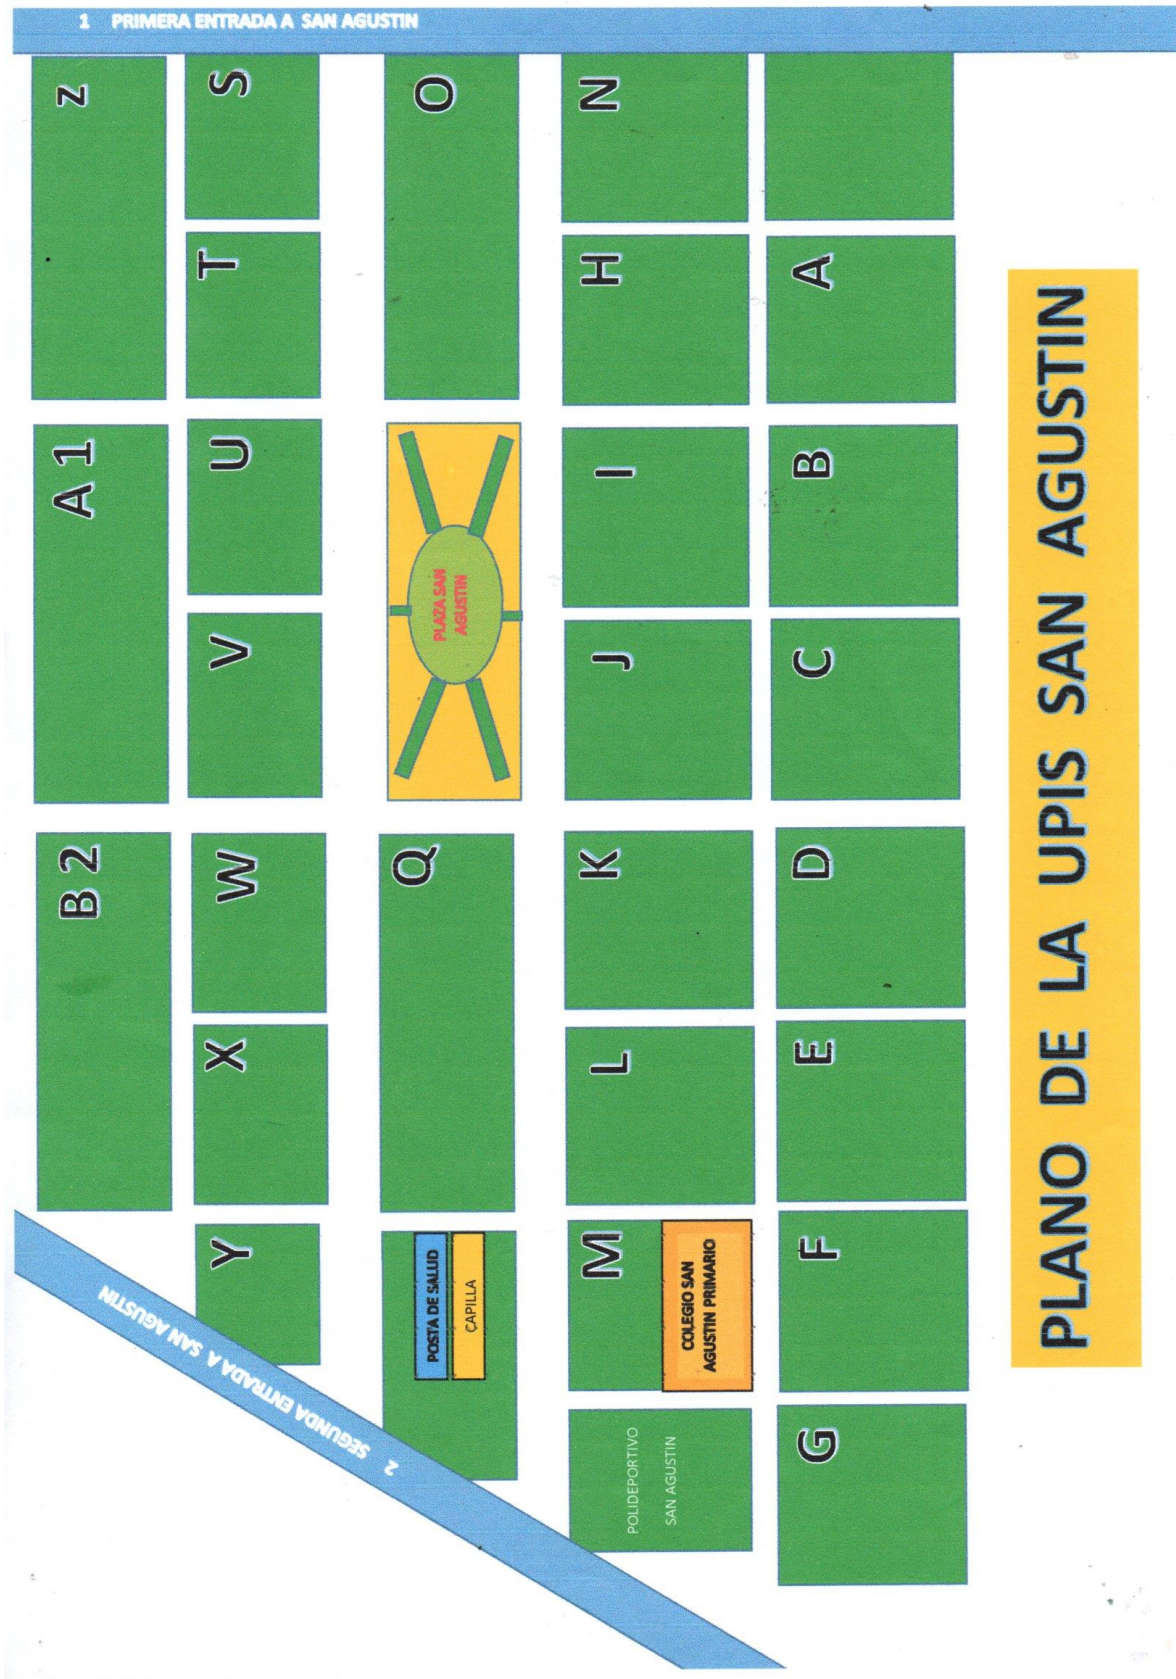 1 PRIMERA ENTRADA A SAN AGUSTIN
Z
S
O
N
T
H
A
A 1
U
I
B
PLAZA SAN
AGUSTIN
V
J
C
B 2
W
Q
K
D
X
L
E
Y
POSTA DE SALUD
CAPILLA
M
COLEGIO SAN
AGUSTIN PRIMARIO
F
2 SEGUNDA ENTRADA A SAN AGUSTIN
POLIDEPORTIVO
SAN AGUSTIN
G
PLANO DE LA UPIS SAN AGUSTIN